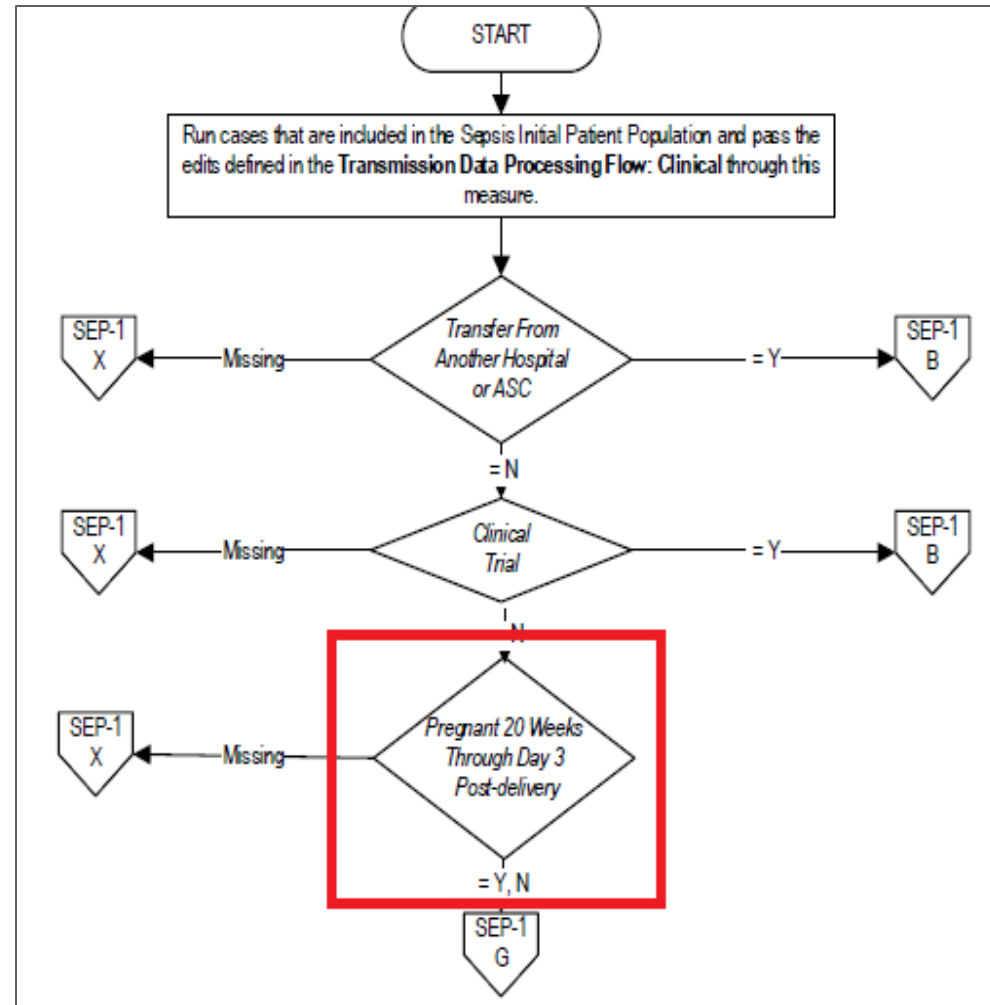 START
Run cases that are included in the Sepsis Initial Patient Population and pass the
edits defined in the Transmission Data Processing Flow: Clinical through this
measure.
Transfer From
Another Hospital
or ASC
SEP-1
X
Missing
= Y
SEP-1
B
= N
Clinical
Trial
SEP-1
X
Missing
= Y
SEP-1
B
N
Pregnant 20 Weeks
Through Day 3
Post-delivery
SEP-1
X
Missing
= Y, N
SEP-1
G